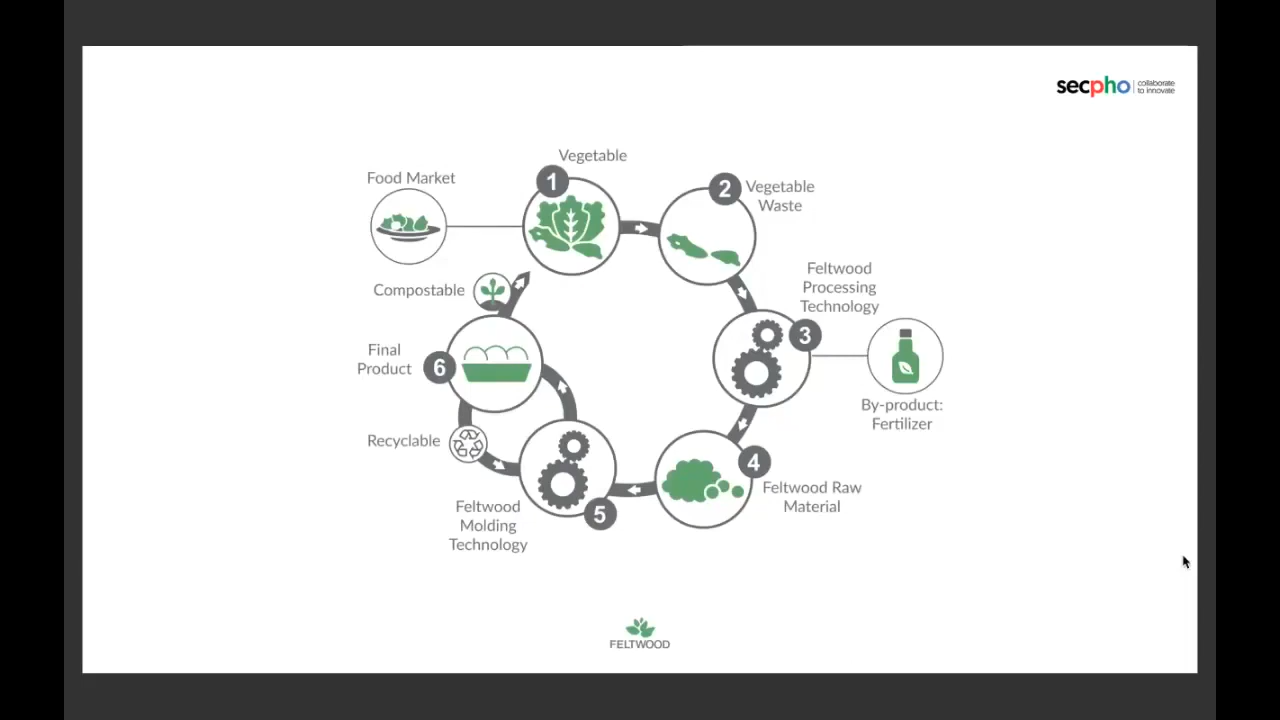 secpho
collaborate
to innovate
Vegetable
1
Food Market
2
Vegetable
Waste
Feltwood
Processing
Technology
3
Compostable
Final
Product
6
By-product:
Fertilizer
Recyclable
4
Feltwood Raw
Material
Feltwood
Molding
Technology
5
FELTWOOD